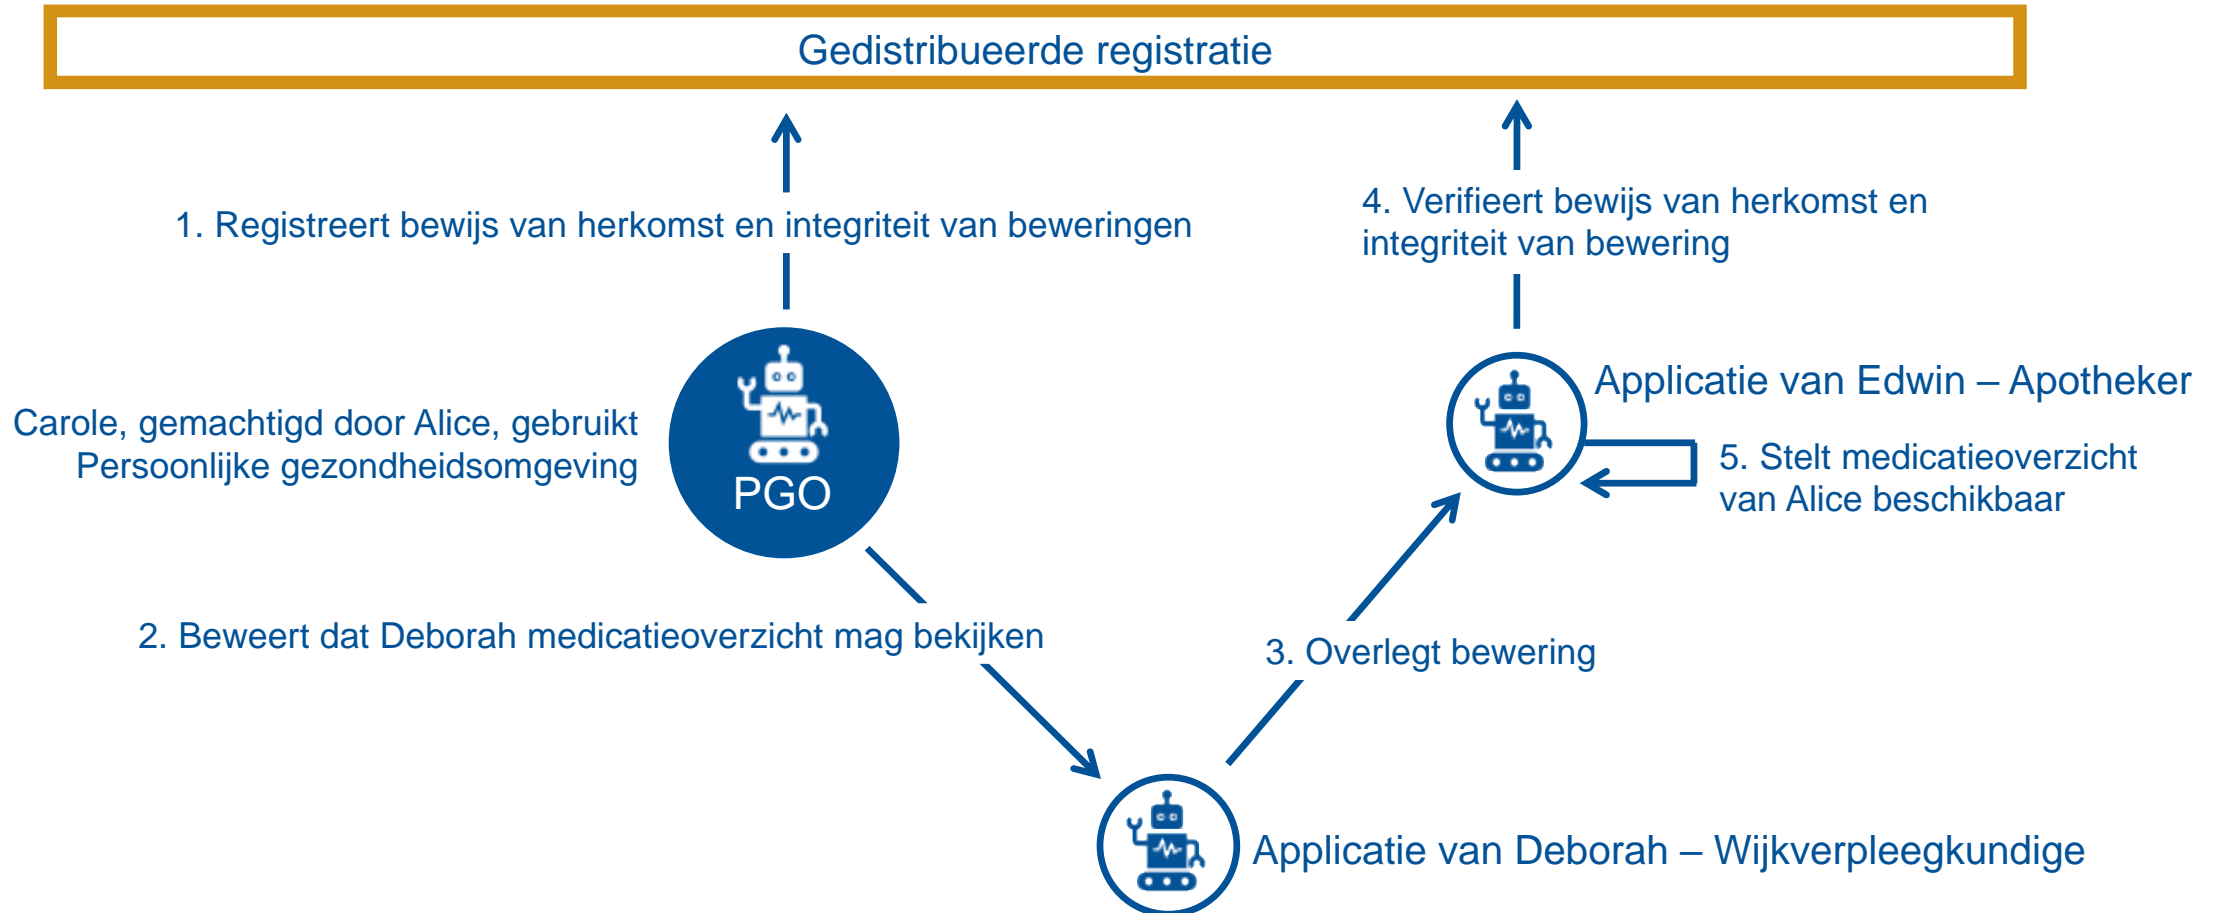 Gedistribueerde registratie
1. Registreert bewijs van herkomst en integriteit van beweringen
4. Verifieert bewijs van herkomst en
integriteit van bewering
Carole, gemachtigd door Alice, gebruikt
Persoonlijke gezondheidsomgeving
PGO
Applicatie van Edwin – Apotheker
5. Stelt medicatieoverzicht
van Alice beschikbaar
2. Beweert dat Deborah medicatieoverzicht mag bekijken
3. Overlegt bewering
Applicatie van Deborah – Wijkverpleegkundige